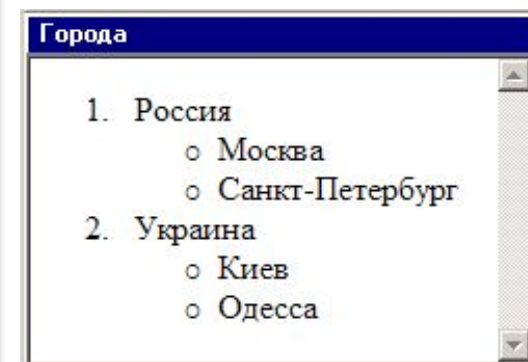 Города
1. Россия
o Москва
o Санкт-Петербург
2. Украина
o Киев
o Одесса